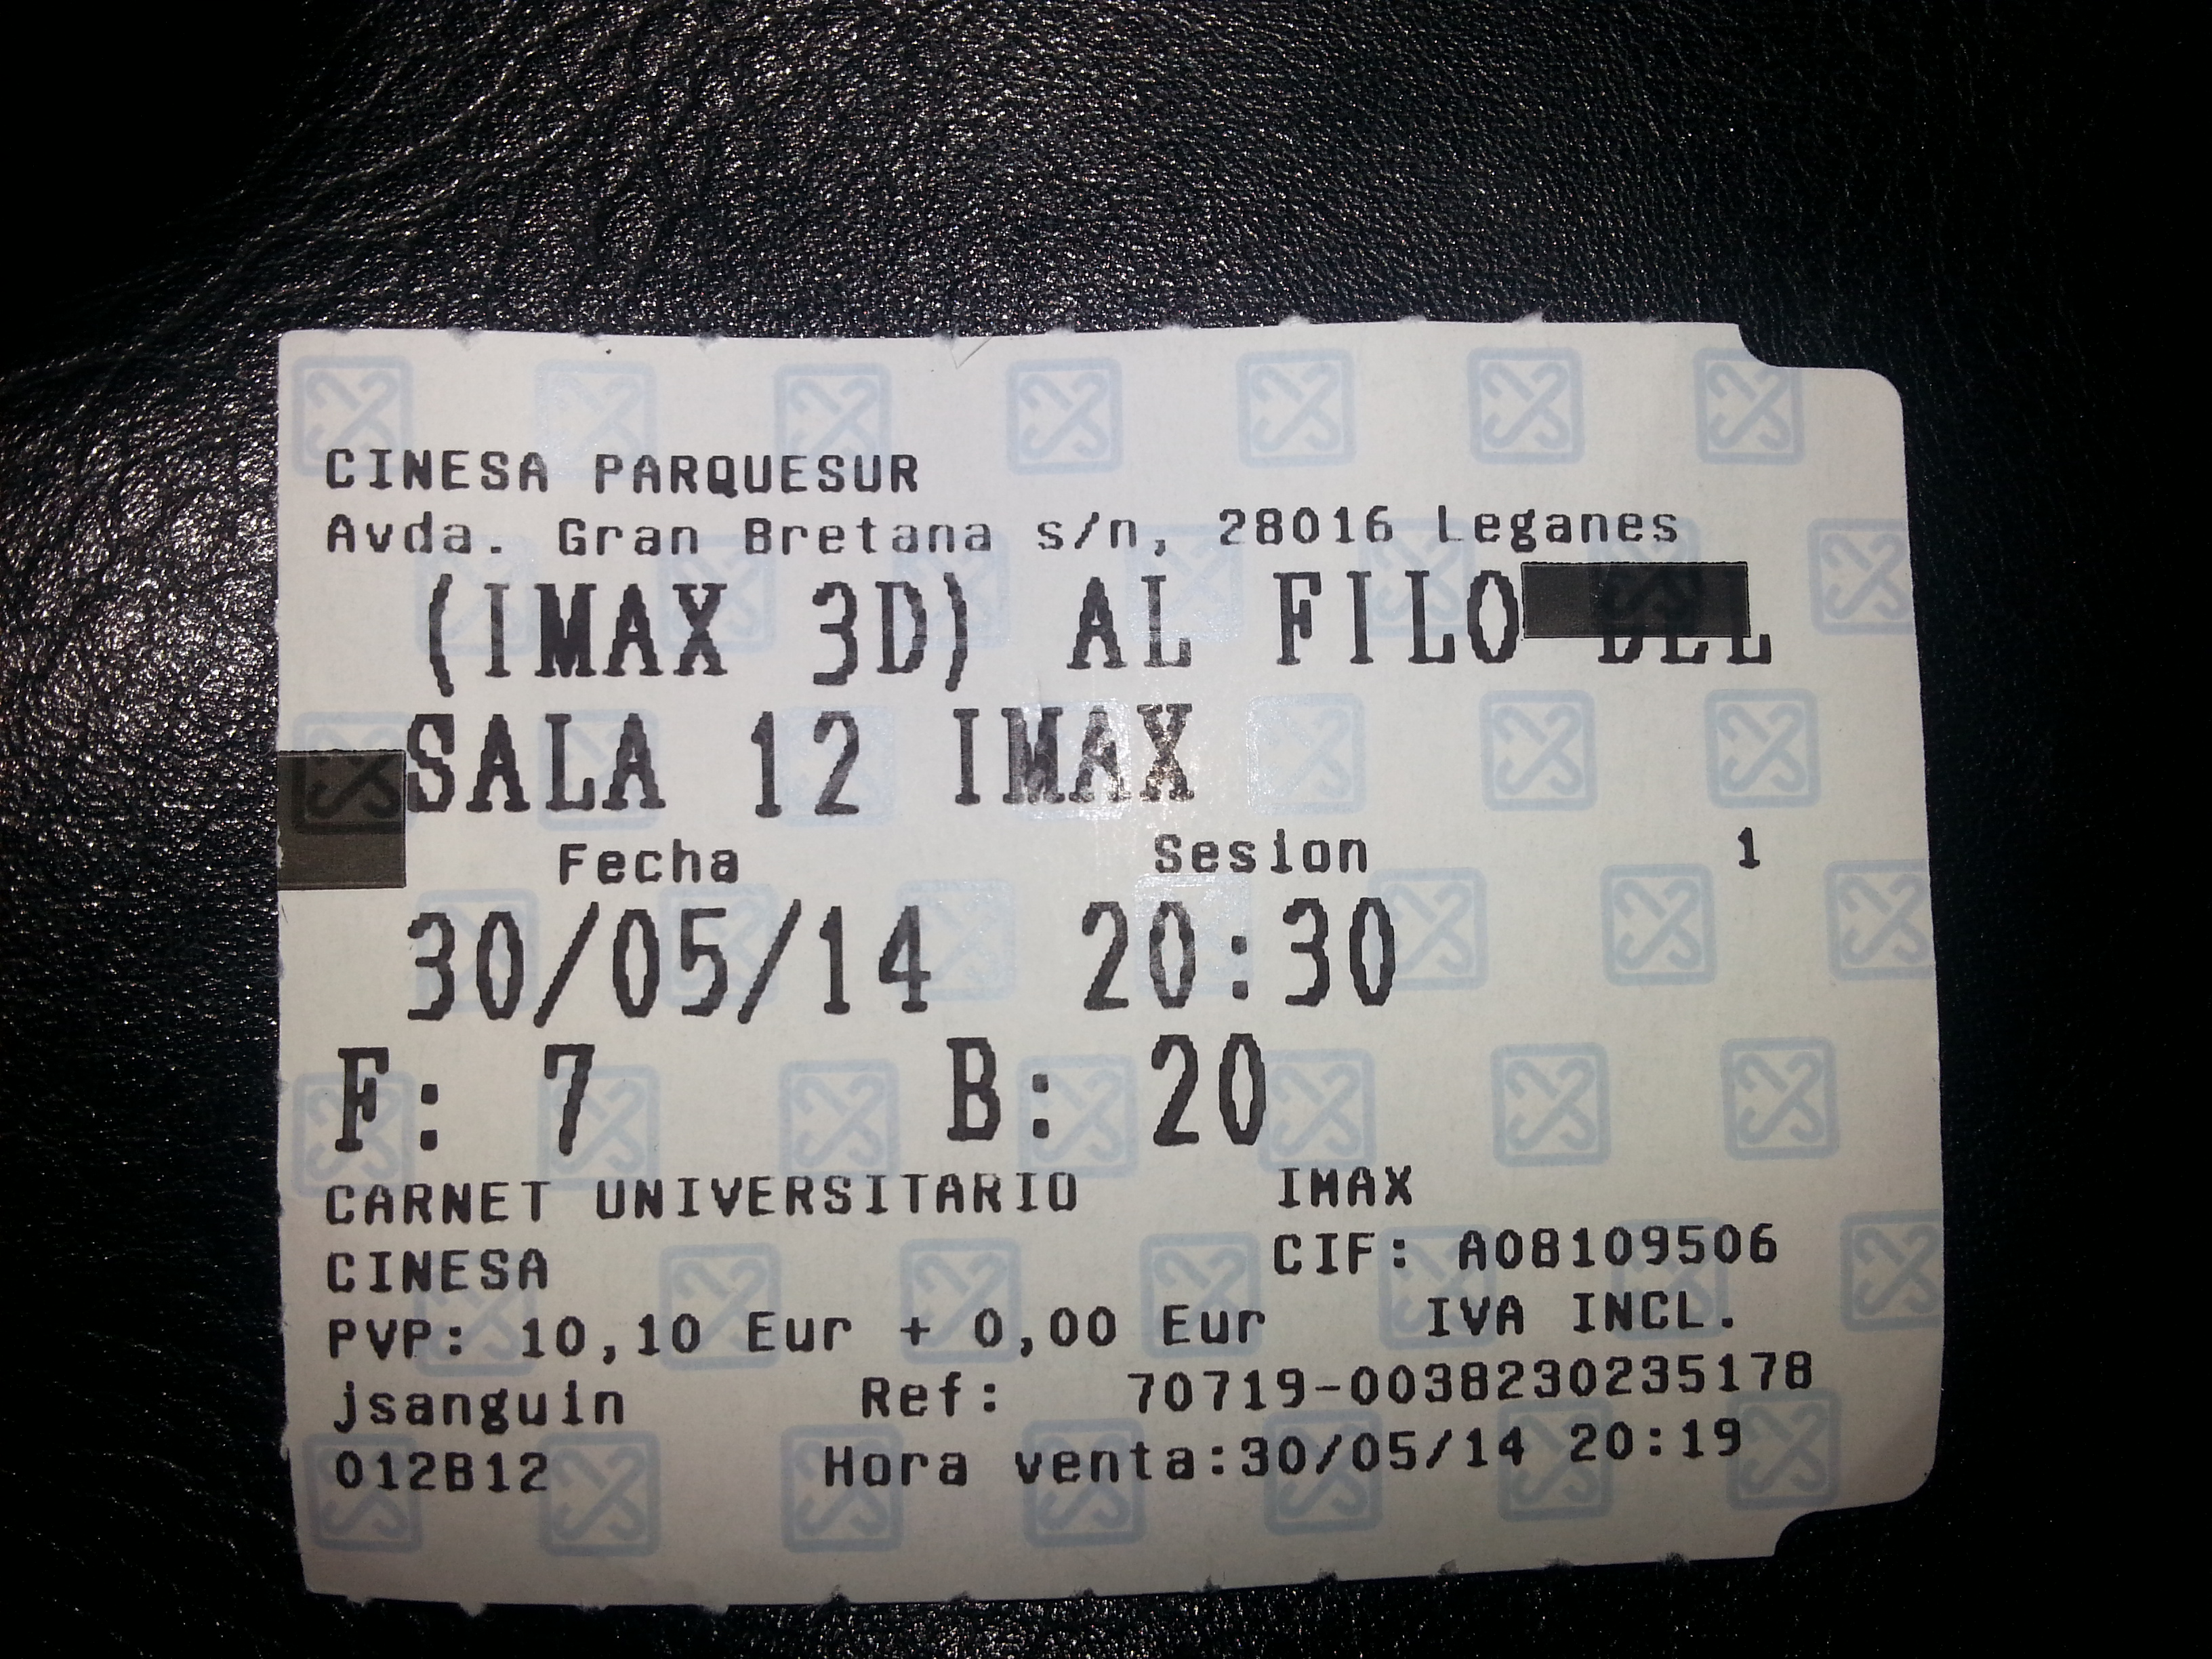 CINESA PARQUESUR
Avda. Gran Bretana s/n, 28016 Leganes
(IMAX 3D) AL FILO DEL
SALA 12 IMAX
Fecha Sesion 1
30/05/14 20:30
F: 7 B: 20
CARNET UNIVERSITARIO IMAX
CINESA CIF: A08109506
PVP: 10,10 Eur + 0,00 Eur IVA INCL.
jsanguin Ref: 70719-0038230235178
012B12 Hora venta:30/05/14 20:19